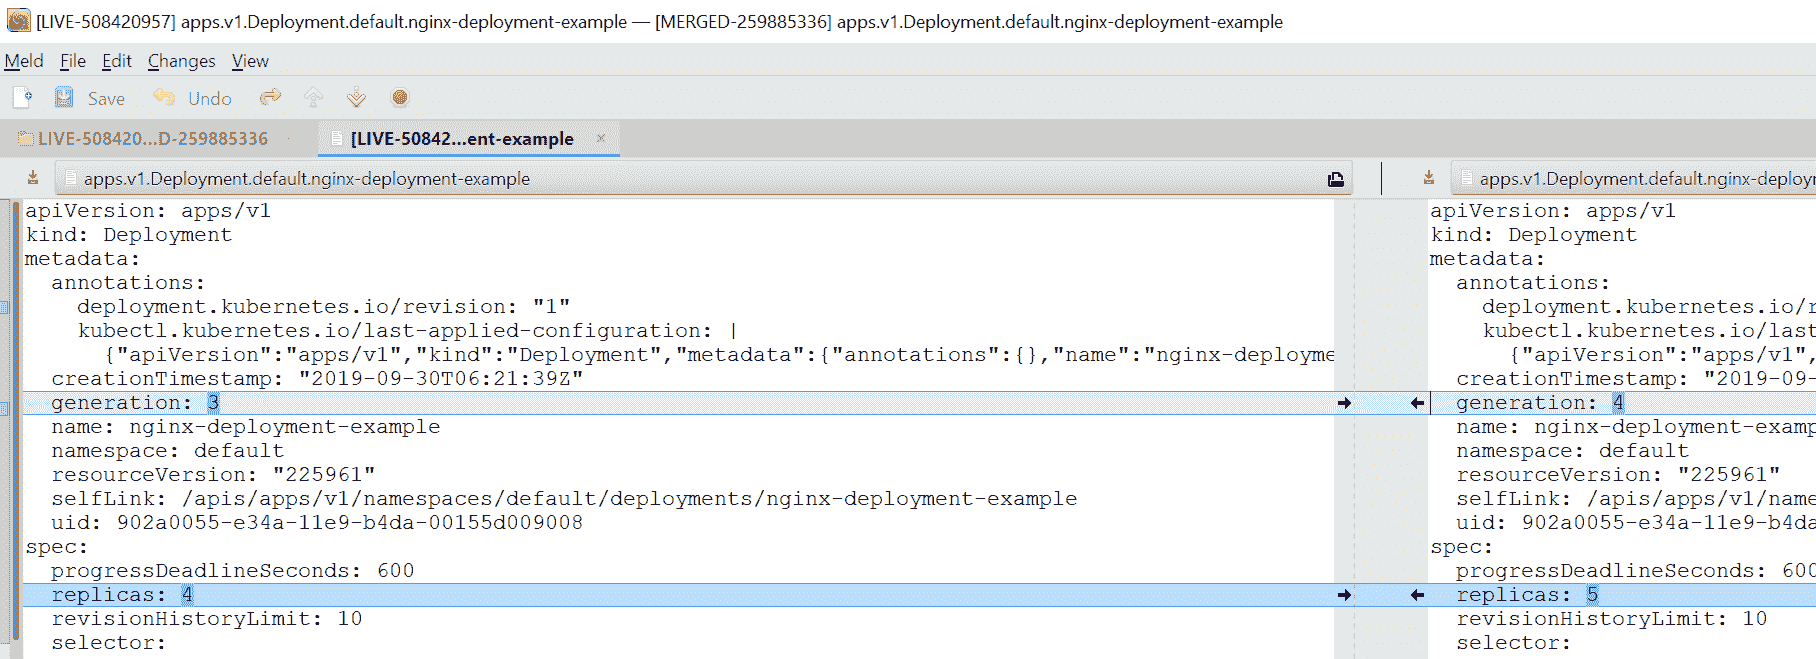 [LIVE-508420957] apps.v1.Deployment.default.nginx-deployment-example — [MERGED-259885336] apps.v1.Deployment.default.nginx-deployment-example
Meld File Edit Changes View
Save Undo
LIVE-508420...D-259885336 [LIVE-50842...ent-example ×
apps.v1.Deployment.default.nginx-deployment-example
apiVersion: apps/v1
kind: Deployment
metadata:
annotations:
deployment.kubernetes.io/revision: "1"
kubectl.kubernetes.io/last-applied-configuration: |
{"apiVersion":"apps/v1","kind":"Deployment","metadata":{"annotations":{},"name":"nginx-deployme
creationTimestamp: "2019-09-30T06:21:39Z"
generation: 3
name: nginx-deployment-example
namespace: default
resourceVersion: "225961"
selfLink: /apis/apps/v1/namespaces/default/deployments/nginx-deployment-example
uid: 902a0055-e34a-11e9-b4da-00155d009008
spec:
progressDeadlineSeconds: 600
replicas: 4
revisionHistoryLimit: 10
selector:
apps.v1.Deployment.default.nginx-deploy
apiVersion: apps/v1
kind: Deployment
metadata:
annotations:
deployment.kubernetes.io/r
kubectl.kubernetes.io/last
{"apiVersion":"apps/v1",
creationTimestamp: "2019-09-
generation: 4
name: nginx-deployment-examp
namespace: default
resourceVersion: "225961"
selfLink: /apis/apps/v1/name
uid: 902a0055-e34a-11e9-b4da
spec:
progressDeadlineSeconds: 600
replicas: 5
revisionHistoryLimit: 10
selector: